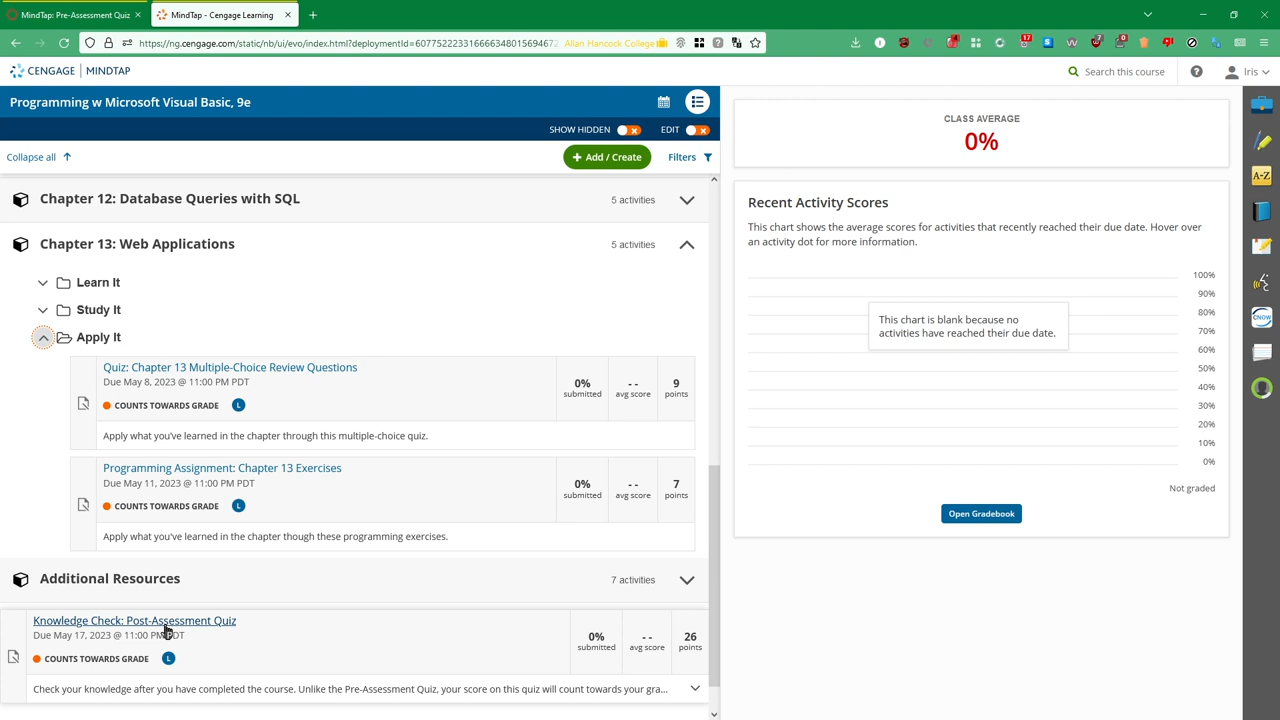 MindTap: Pre-Assessment Quiz
MindTap - Cengage Learning
https://ng.cengage.com/static/nb/ui/evo/index.html?deploymentId=60775222331666634801569467
Allan Hancock College
17
7
0
CENGAGE | MINDTAP
Search this course
Iris
Programming w Microsoft Visual Basic, 9e
SHOW HIDDEN
EDIT
Collapse all
+ Add / Create
Filters
Chapter 12: Database Queries with SQL
5 activities
Chapter 13: Web Applications
5 activities
Learn It
Study It
Apply It
Quiz: Chapter 13 Multiple-Choice Review Questions
Due May 8, 2023 @ 11:00 PM PDT
COUNTS TOWARDS GRADE
L
0%
submitted
- -
avg score
9
points
Apply what you've learned in the chapter through this multiple-choice quiz.
Programming Assignment: Chapter 13 Exercises
Due May 11, 2023 @ 11:00 PM PDT
COUNTS TOWARDS GRADE
L
0%
submitted
- -
avg score
7
points
Apply what you've learned in the chapter though these programming exercises.
Additional Resources
7 activities
Knowledge Check: Post-Assessment Quiz
Due May 17, 2023 @ 11:00 PM PDT
COUNTS TOWARDS GRADE
L
0%
submitted
- -
avg score
26
points
Check your knowledge after you have completed the course. Unlike the Pre-Assessment Quiz, your score on this quiz will count towards your gra...
CLASS AVERAGE
0%
Recent Activity Scores
This chart shows the average scores for activities that recently reached their due date. Hover over
an activity dot for more information.
100%
90%
80%
70%
60%
50%
40%
30%
20%
10%
0%
This chart is blank because no
activities have reached their due date.
Not graded
Open Gradebook
A-Z
CNOW